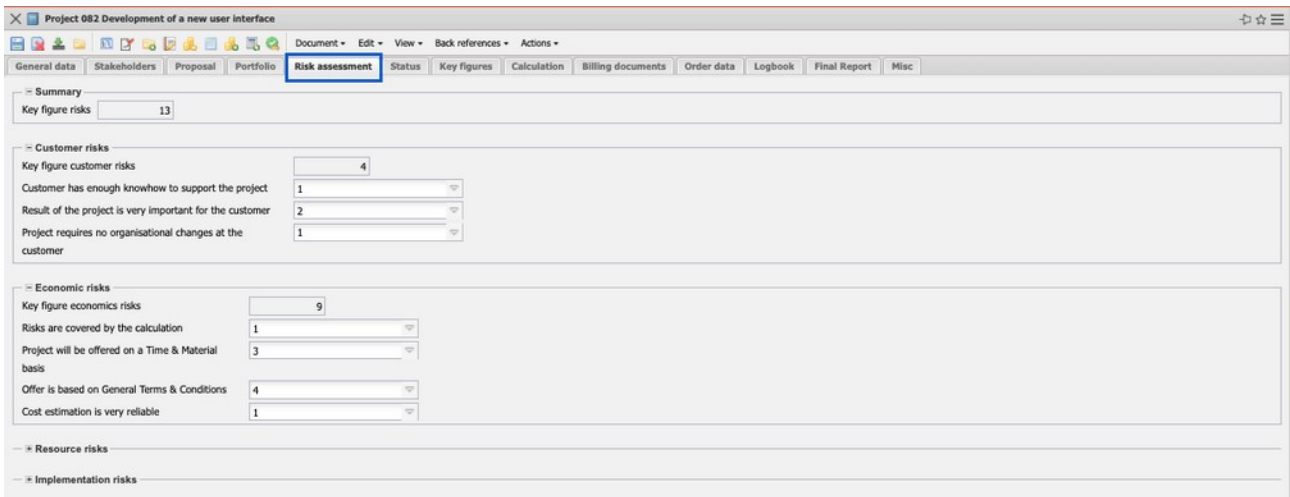 Project 082 Development of a new user interface
Document Edit View Back references Actions
General data Stakeholders Proposal Portfolio Risk assessment Status Key figures Calculation Billing documents Order data Logbook Final Report Misc
Summary
Key figure risks 13
Customer risks
Key figure customer risks 4
Customer has enough knowhow to support the project 1
Result of the project is very important for the customer 2
Project requires no organisational changes at the 1
customer
Economic risks
Key figure economics risks 9
Risks are covered by the calculation 1
Project will be offered on a Time & Material 3
basis
Offer is based on General Terms & Conditions 4
Cost estimation is very reliable 1
Resource risks
Implementation risks